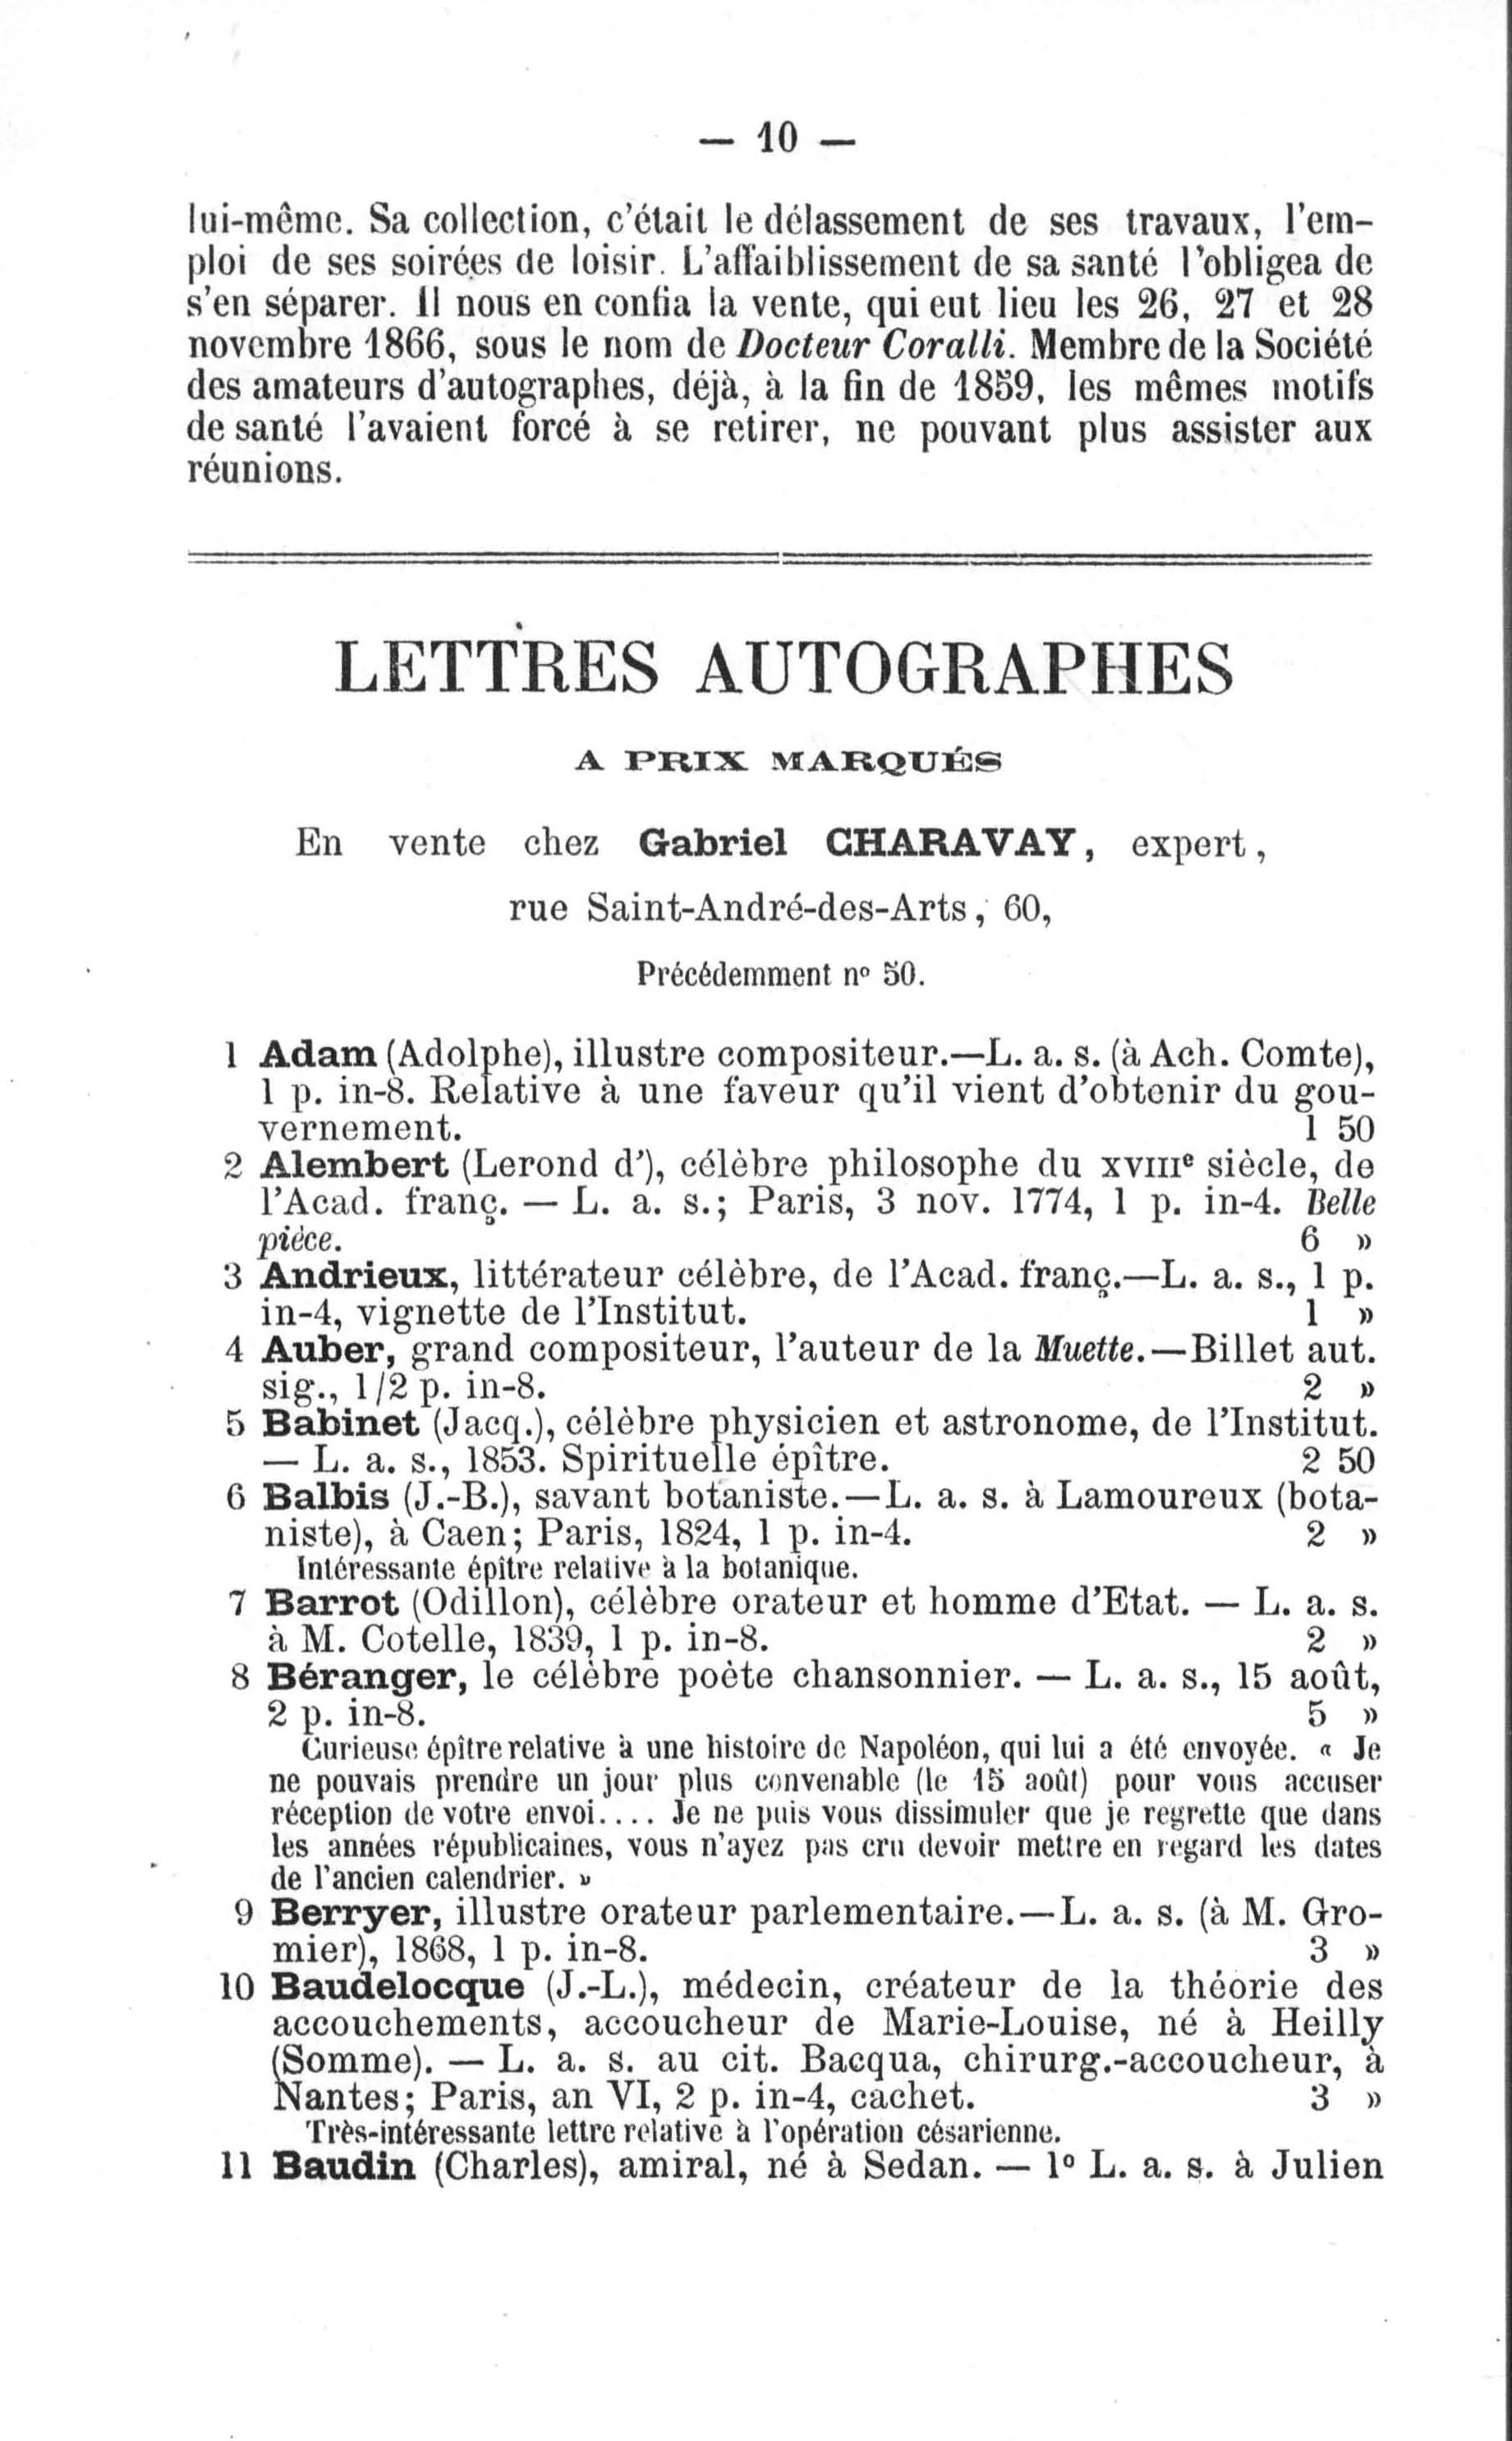 — 10 —
lui-même. Sa collection, c'était le délassement de ses travaux, l'em-
ploi de ses soirées de loisir. L'affaiblissement de sa santé l'obligea de
s'en séparer. Il nous en confia la vente, qui eut lieu les 26, 27 et 28
novembre 1866, sous le nom de Docteur Coralli. Membre de la Société
des amateurs d'autographes, déjà, à la fin de 1859, les mêmes motifs
de santé l'avaient forcé à se retirer, ne pouvant plus assister aux
réunions.
LETTRES AUTOGRAPHES
A PRIX MARQUÉS
En vente chez Gabriel CHARAVAY, expert,
rue Saint-André-des-Arts, 60,
Précédemment nº 50.
1 Adam (Adolphe), illustre compositeur.—L. a. s. (à Ach. Comte),
1 p. in-8. Relative à une faveur qu'il vient d'obtenir du gou-
vernement. 1 50
2 Alembert (Lerond d'), célèbre philosophe du XVIIIe siècle, de
l'Acad. franç. — L. a. s.; Paris, 3 nov. 1774, 1 p. in-4. Belle
pièce. 6 »
3 Andrieux, littérateur célèbre, de l'Acad. franç.—L. a. s., 1 p.
in-4, vignette de l'Institut. 1 »
4 Auber, grand compositeur, l'auteur de la Muette.—Billet aut.
sig., 1/2 p. in-8. 2 »
5 Babinet (Jacq.), célèbre physicien et astronome, de l'Institut.
— L. a. s., 1853. Spirituelle épître. 2 50
6 Balbis (J.-B.), savant botaniste.—L. a. s. à Lamoureux (bota-
niste), à Caen; Paris, 1824, 1 p. in-4. 2 »
Intéressante épître relative à la botanique.
7 Barrot (Odillon), célèbre orateur et homme d'Etat. — L. a. s.
à M. Cotelle, 1839, 1 p. in-8. 2 »
8 Béranger, le célèbre poète chansonnier. — L. a. s., 15 août,
2 p. in-8. 5 »
Curieuse épître relative à une histoire de Napoléon, qui lui a été envoyée. « Je
ne pouvais prendre un jour plus convenable (le 15 août) pour vous accuser
réception de votre envoi.... Je ne puis vous dissimuler que je regrette que dans
les années républicaines, vous n'ayez pas cru devoir mettre en regard les dates
de l'ancien calendrier. »
9 Berryer, illustre orateur parlementaire.—L. a. s. (à M. Gro-
mier), 1868, 1 p. in-8. 3 »
10 Baudelocque (J.-L.), médecin, créateur de la théorie des
accouchements, accoucheur de Marie-Louise, né à Heilly
(Somme). — L. a. s. au cit. Bacqua, chirurg.-accoucheur, à
Nantes; Paris, an VI, 2 p. in-4, cachet. 3 »
Très-intéressante lettre relative à l'opération césarienne.
11 Baudin (Charles), amiral, né à Sedan. — 1º L. a. s. à Julien